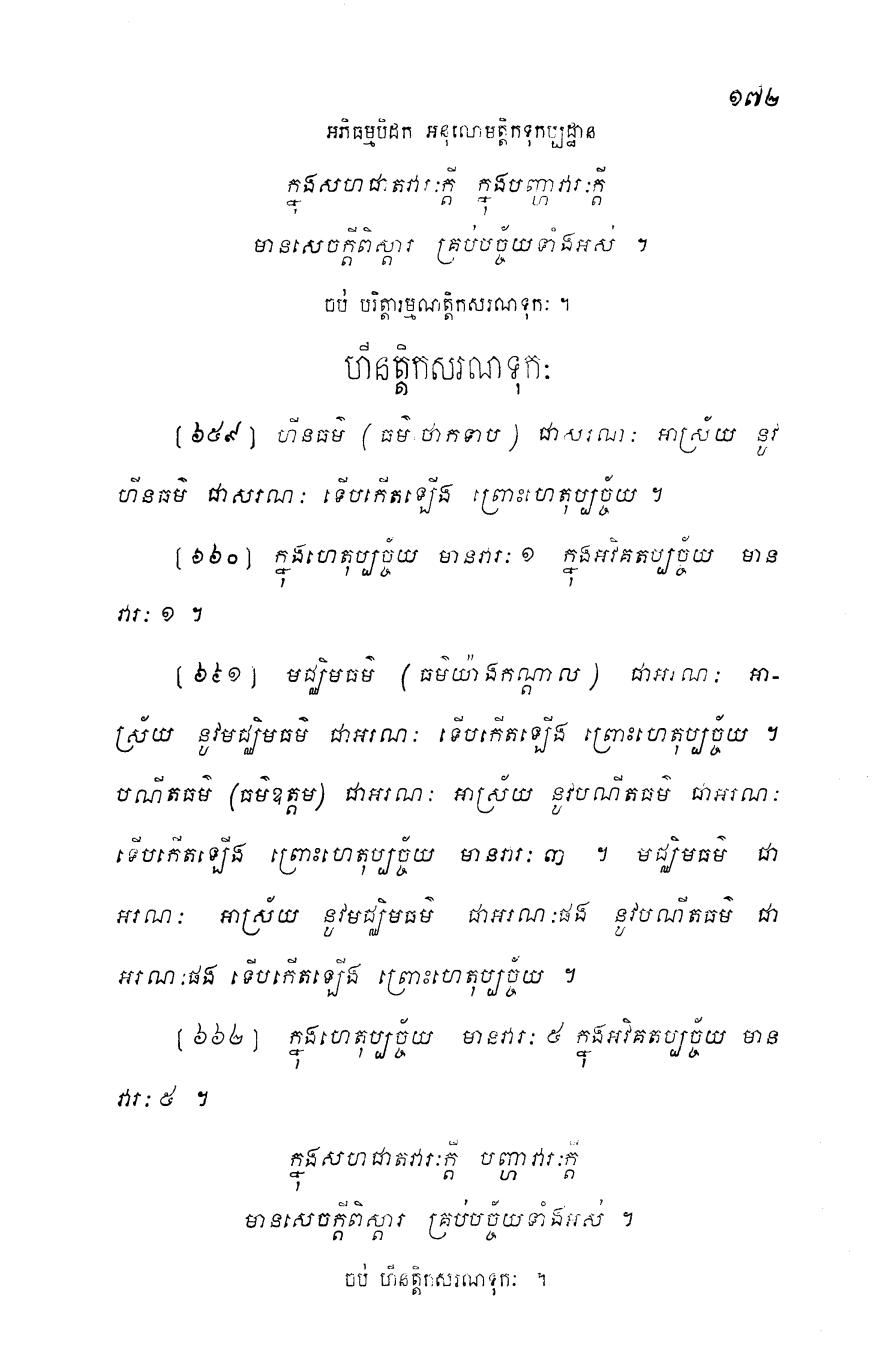 ១៧២
អភិធម្មបិដក អនុលោមត្តិកទុកប្បដ្ឋាន
ក្នុងសហជាតវារៈក្តី ក្នុងបញ្ហាវារៈក្តី
មានសេចក្តីពិស្តារ គ្រប់បច្ច័យទាំងអស់ ។
ចប់ បរិត្តារម្មណត្តិកសរណទុកៈ ។
ហីនត្តិកសរណទុកៈ
[៦៥៩] ហីនធម៌ (ធម៌ថោកទាប) ជាសរណៈ អាស្រ័យ នូវ
ហីនធម៌ ជាសរណៈ ទើបកើតឡើង ព្រោះហេតុប្បច្ច័យ ។
[៦៦០] ក្នុងហេតុប្បច្ច័យ មានវារៈ ១ ក្នុងអវិគតប្បច្ច័យ មាន
វារៈ ១ ។
[៦៦១] មជ្ឈិមធម៌ (ធម៌យ៉ាងកណ្តាល) ជាអរណៈ អា-
ស្រ័យ នូវមជ្ឈិមធម៌ ជាអរណៈ ទើបកើតឡើង ព្រោះហេតុប្បច្ច័យ ។
បណីតធម៌ (ធម៌ឧត្តម) ជាអរណៈ អាស្រ័យ នូវបណីតធម៌ ជាអរណៈ
ទើបកើតឡើង ព្រោះហេតុប្បច្ច័យ មានវារៈ ៣ ។ មជ្ឈិមធម៌ ជា
អរណៈ អាស្រ័យ នូវមជ្ឈិមធម៌ ជាអរណៈផង នូវបណីតធម៌ ជា
អរណៈផង ទើបកើតឡើង ព្រោះហេតុប្បច្ច័យ ។
[៦៦២] ក្នុងហេតុប្បច្ច័យ មានវារៈ ៥ ក្នុងអវិគតប្បច្ច័យ មាន
វារៈ ៥ ។
ក្នុងសហជាតវារៈក្តី បញ្ហាវារៈក្តី
មានសេចក្តីពិស្តារ គ្រប់បច្ច័យទាំងអស់ ។
ចប់ ហីនត្តិកសរណទុកៈ ។